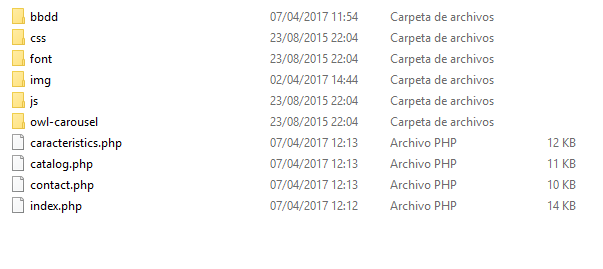 bbdd 07/04/2017 11:54 Carpeta de archivos
css 23/08/2015 22:04 Carpeta de archivos
font 23/08/2015 22:04 Carpeta de archivos
img 02/04/2017 14:44 Carpeta de archivos
js 23/08/2015 22:04 Carpeta de archivos
owl-carousel 23/08/2015 22:04 Carpeta de archivos
caracteristics.php 07/04/2017 12:13 Archivo PHP 12 KB
catalog.php 07/04/2017 12:13 Archivo PHP 11 KB
contact.php 07/04/2017 12:13 Archivo PHP 10 KB
index.php 07/04/2017 12:12 Archivo PHP 14 KB